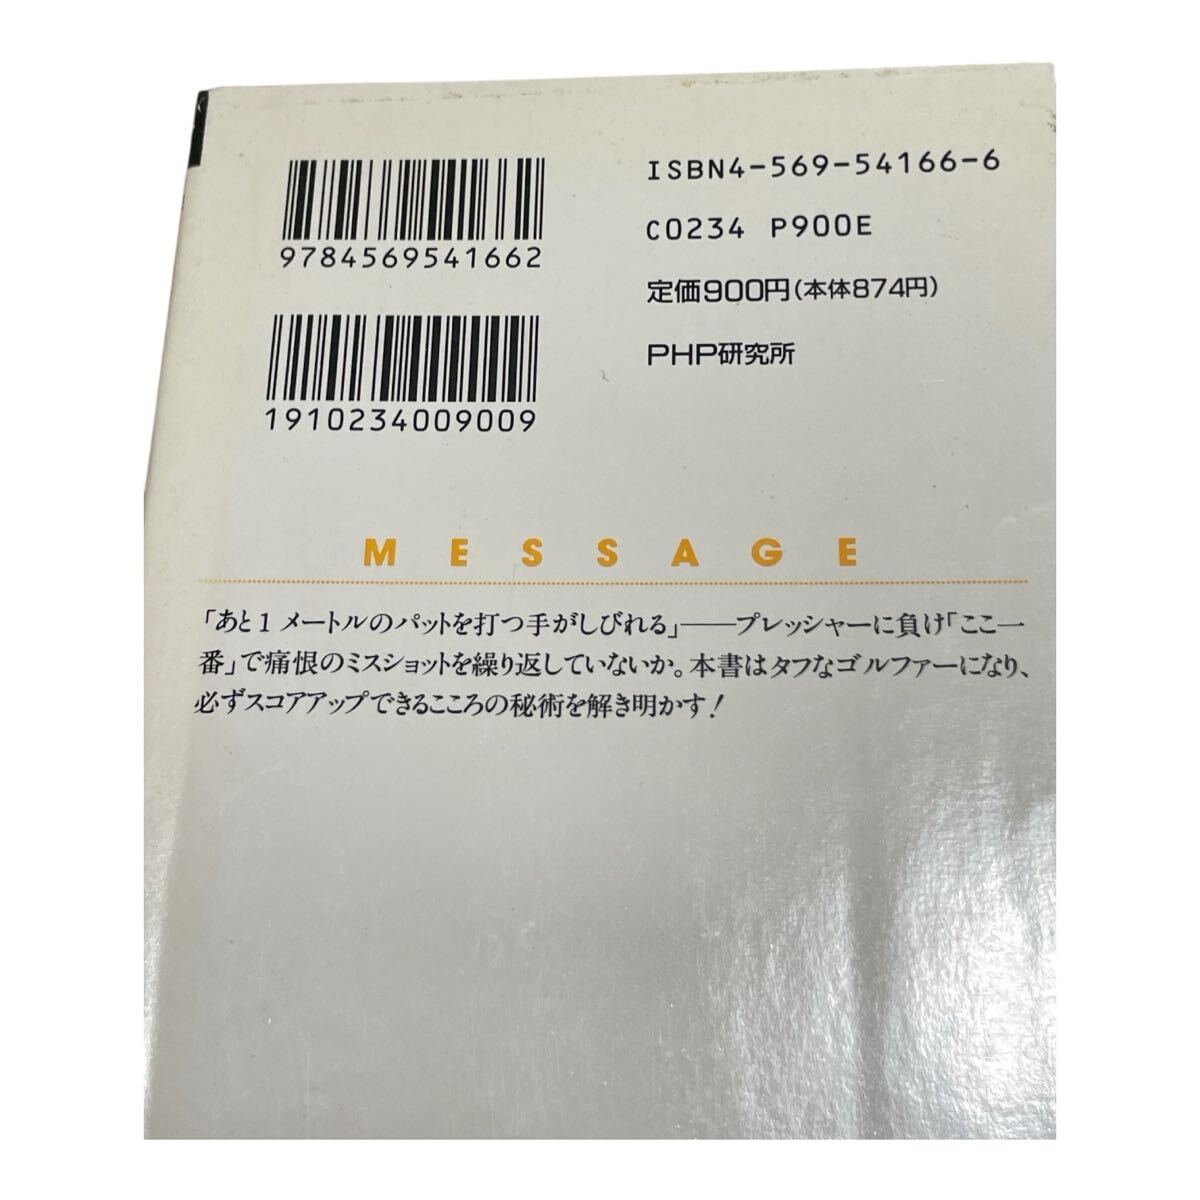 9784569541662
1910234009009
ISBN4-569-54166-6
C0234 P900E
定価900円(本体874円)
PHP研究所
MESSAGE
「あと1メートルのパットを打つ手がしびれる」——プレッシャーに負け「ここ一
番」で痛恨のミスショットを繰り返していないか。本書はタフなゴルファーになり、
必ずスコアアップできるこころの秘術を解き明かす!